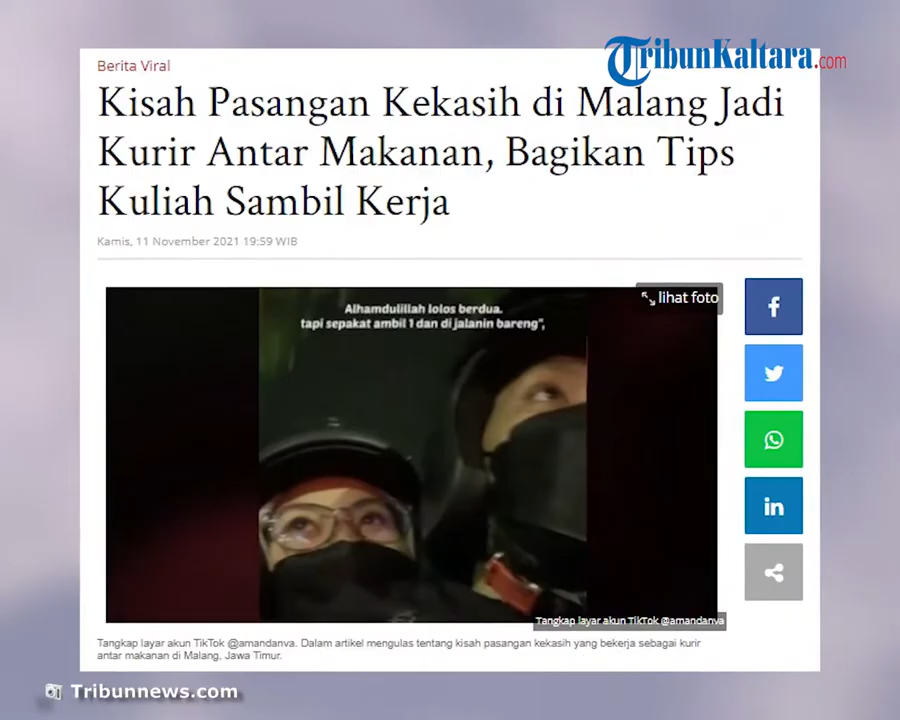 TribunKaltara.com
Berita Viral
Kisah Pasangan Kekasih di Malang Jadi
Kurir Antar Makanan, Bagikan Tips
Kuliah Sambil Kerja
Kamis, 11 November 2021 19:59 WIB
lihat foto
Alhamdulillah lolos berdua.
tapi sepakat ambil 1 dan di jalanin bareng",
Tangkap layar akun TikTok @amandanva
Tangkap layar akun TikTok @amandanva. Dalam artikel mengulas tentang kisah pasangan kekasih yang bekerja sebagai kurir
antar makanan di Malang, Jawa Timur.
Tribunnews.com